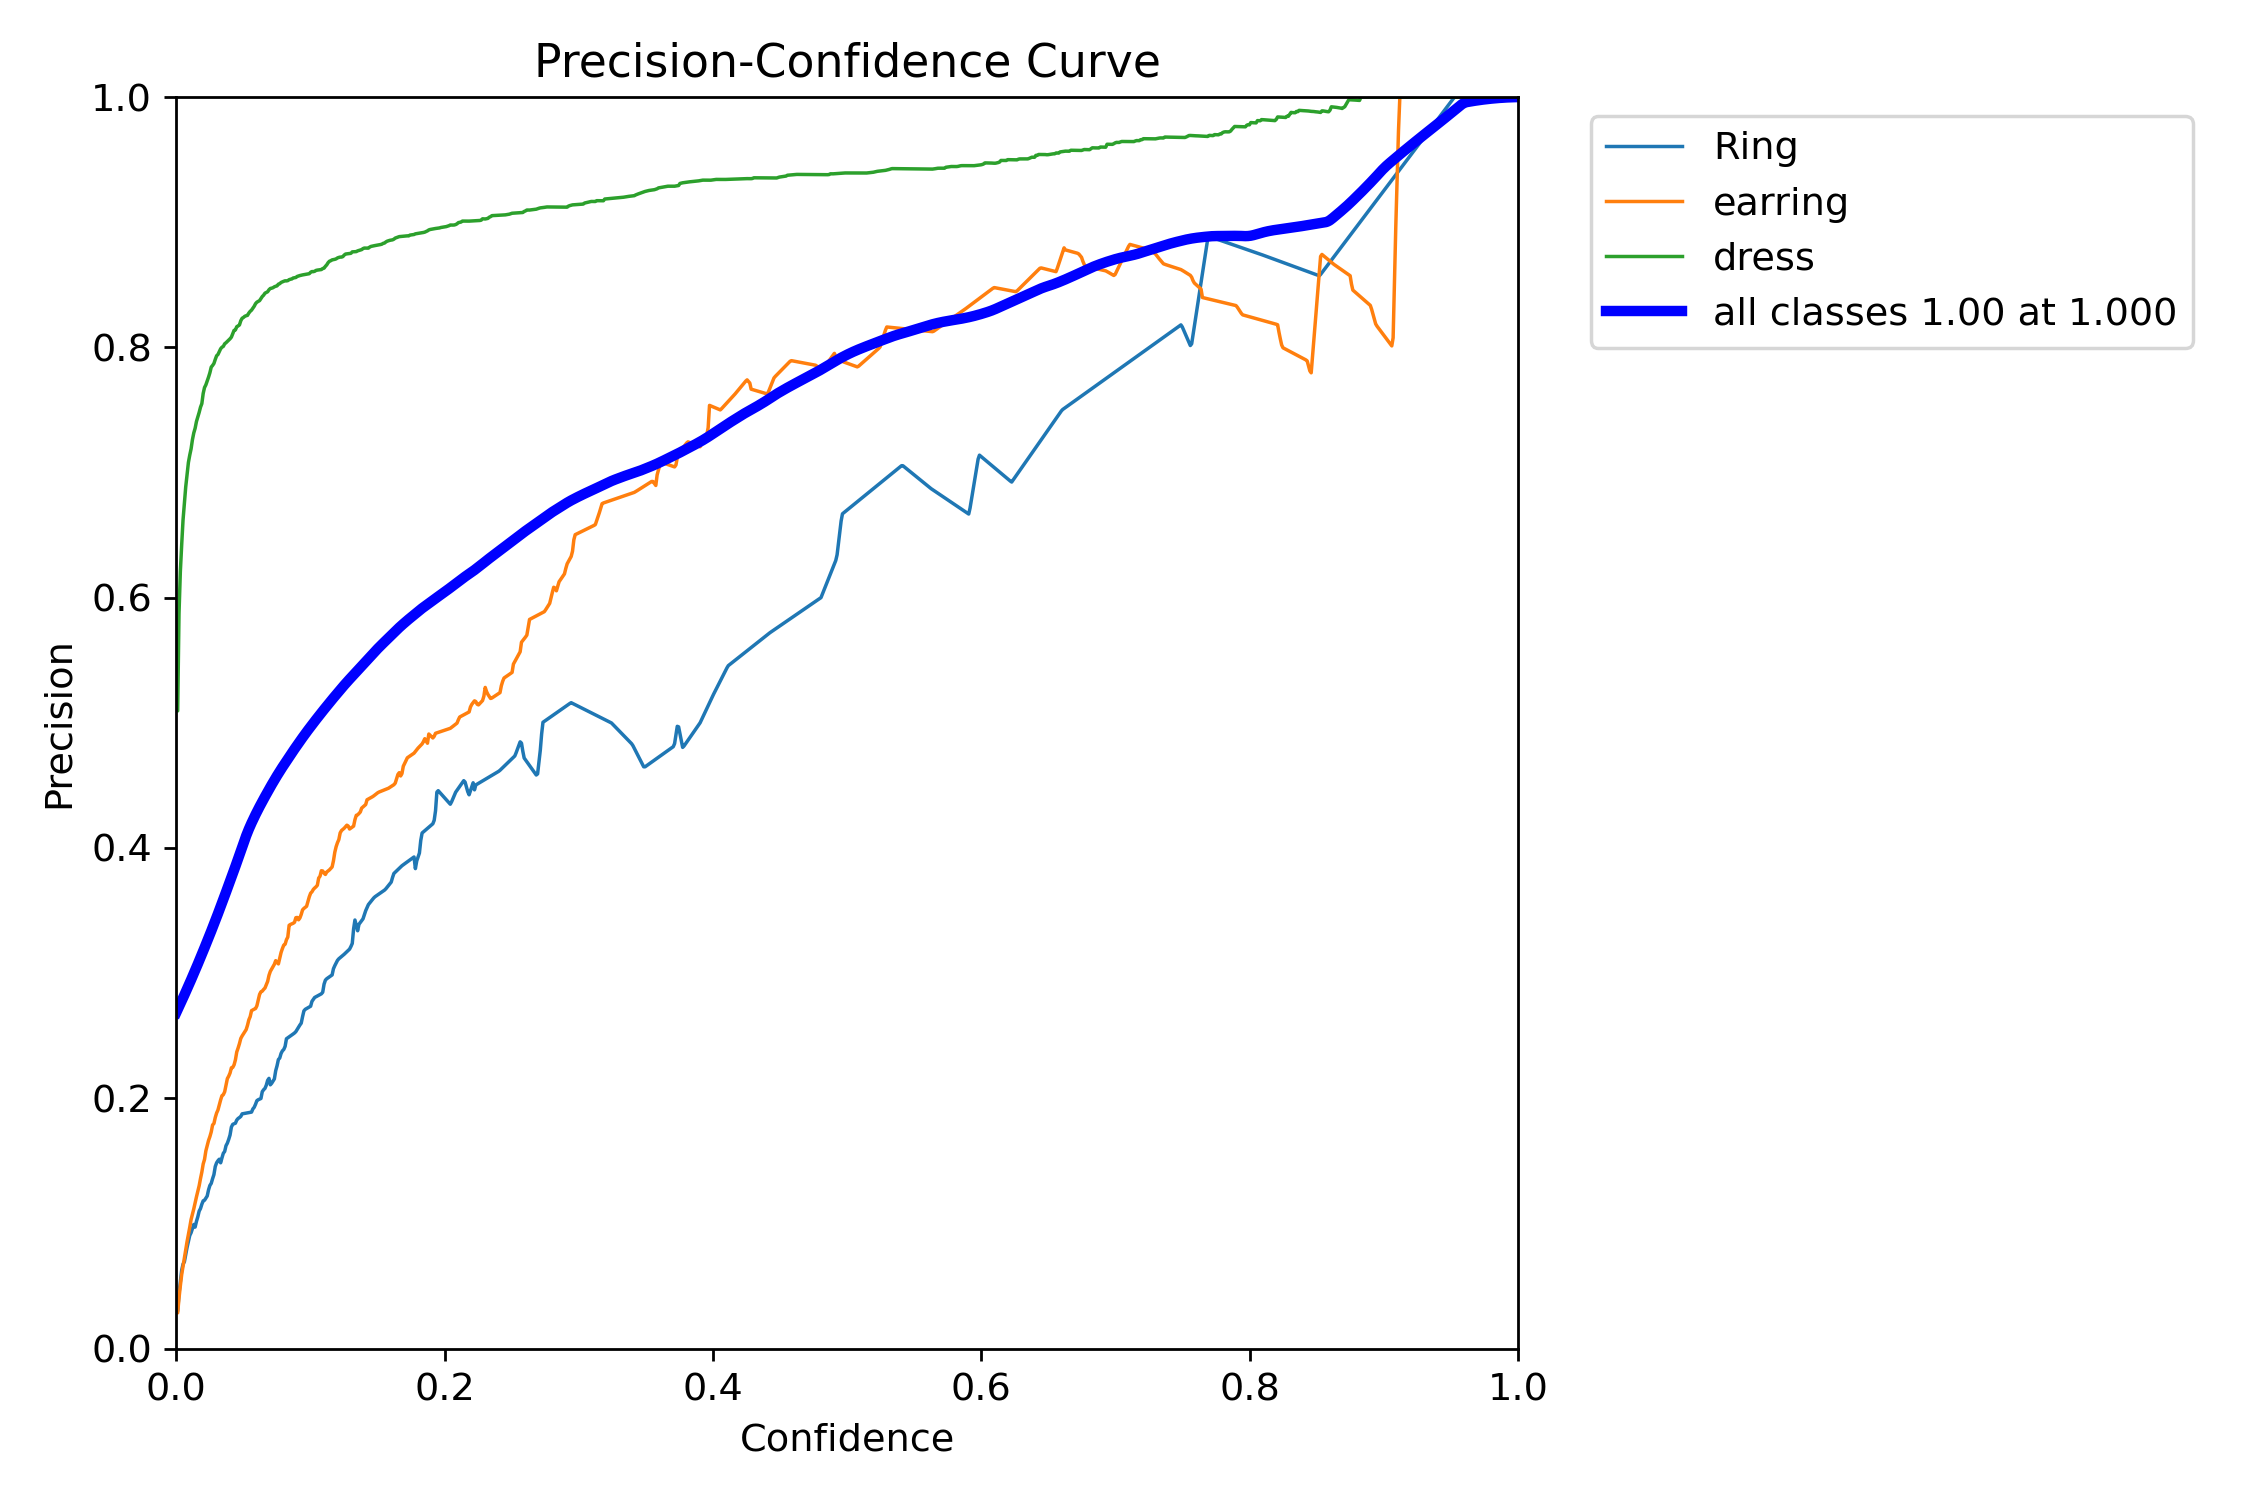 Precision-Confidence Curve
1.0
0.8
0.6
0.4
0.2
0.0
Precision
0.0 0.2 0.4 0.6 0.8 1.0
Confidence
Ring
earring
dress
all classes 1.00 at 1.000